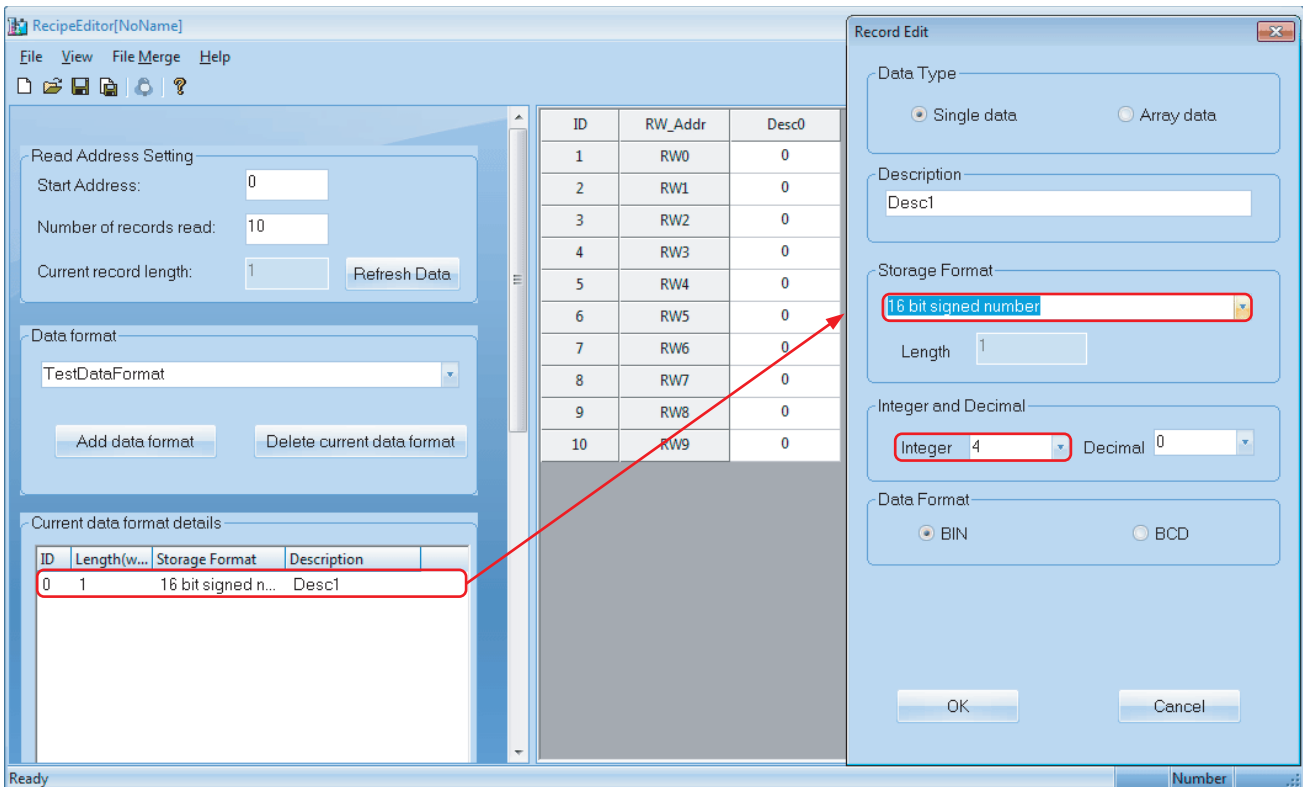 RecipeEditor[NoName]
File View File Merge Help
Read Address Setting
Start Address: 0
Number of records read: 10
Current record length: 1 Refresh Data
Data format
TestDataFormat
Add data format Delete current data format
Current data format details
ID Length(w... Storage Format Description
0 1 16 bit signed n... Desc1
ID RW_Addr Desc0
1 RW0 0
2 RW1 0
3 RW2 0
4 RW3 0
5 RW4 0
6 RW5 0
7 RW6 0
8 RW7 0
9 RW8 0
10 RW9 0
Record Edit
Data Type
Single data Array data
Description
Desc1
Storage Format
16 bit signed number
Length 1
Integer and Decimal
Integer 4 Decimal 0
Data Format
BIN BCD
OK Cancel
Ready Number